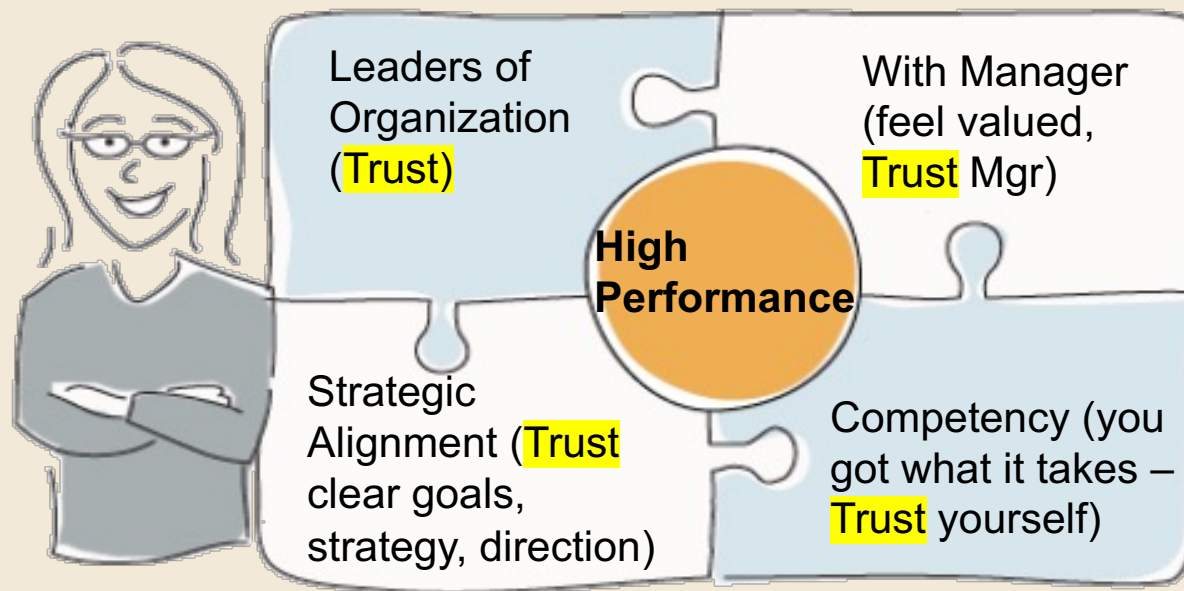 Leaders of
Organization
(Trust)
With Manager
(feel valued,
Trust Mgr)
High
Performance
Strategic
Alignment (Trust
clear goals,
strategy, direction)
Competency (you
got what it takes –
Trust yourself)